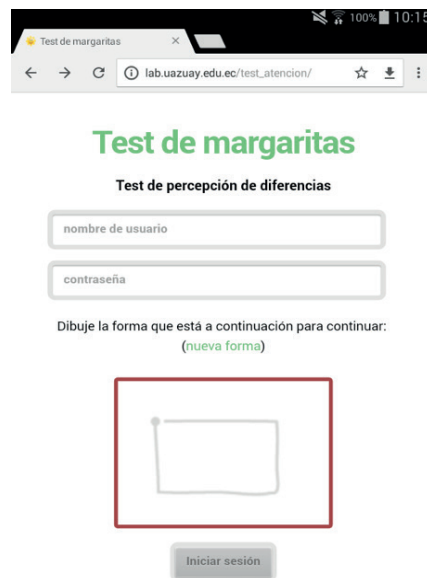 100% 10:15
Test de margaritas
lab.uazuay.edu.ec/test_atencion/
Test de margaritas
Test de percepción de diferencias
nombre de usuario
contraseña
Dibuje la forma que está a continuación para continuar:
(nueva forma)
Iniciar sesión